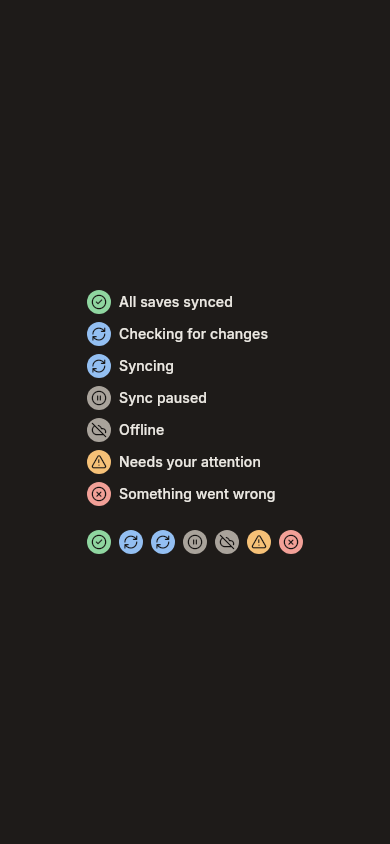 All saves synced
Checking for changes
Syncing
Sync paused
Offline
Needs your attention
Something went wrong